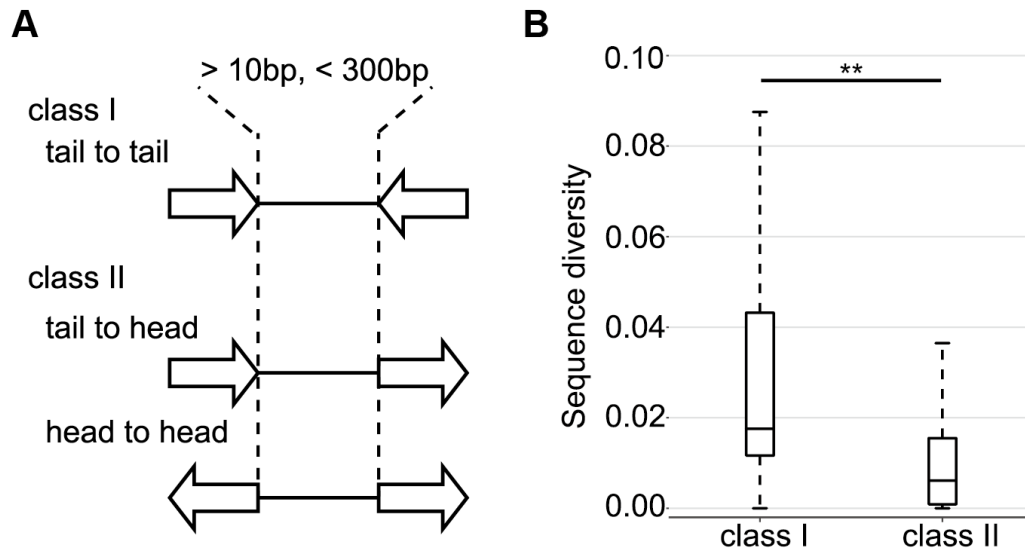 A
> 10bp, < 300bp
class I
tail to tail
class II
tail to head
head to head
B
Sequence diversity
0.10
0.08
0.06
0.04
0.02
0.00
**
class I
class II